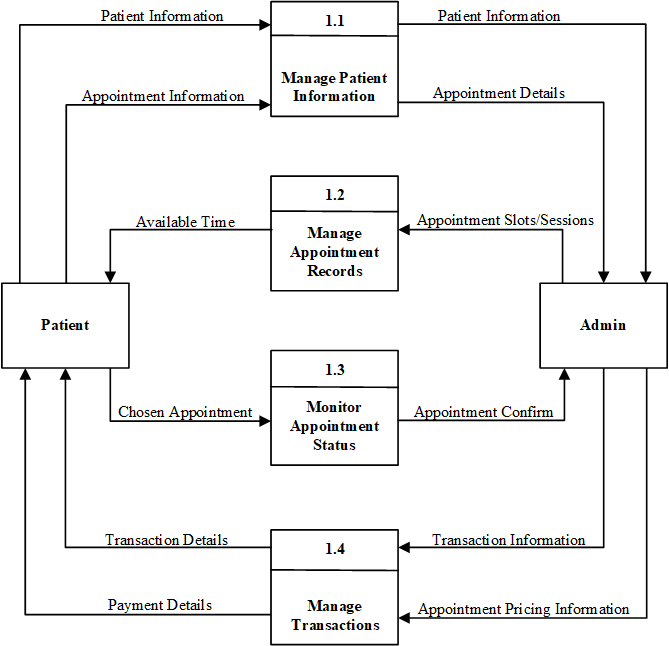 Patient Information
1.1
Patient Information
Manage Patient
Information
Appointment Information
Appointment Details
1.2
Available Time
Appointment Slots/Sessions
Manage
Appointment
Records
Patient
Admin
1.3
Chosen Appointment
Monitor
Appointment
Status
Appointment Confirm
Transaction Details
1.4
Transaction Information
Payment Details
Manage
Transactions
Appointment Pricing Information